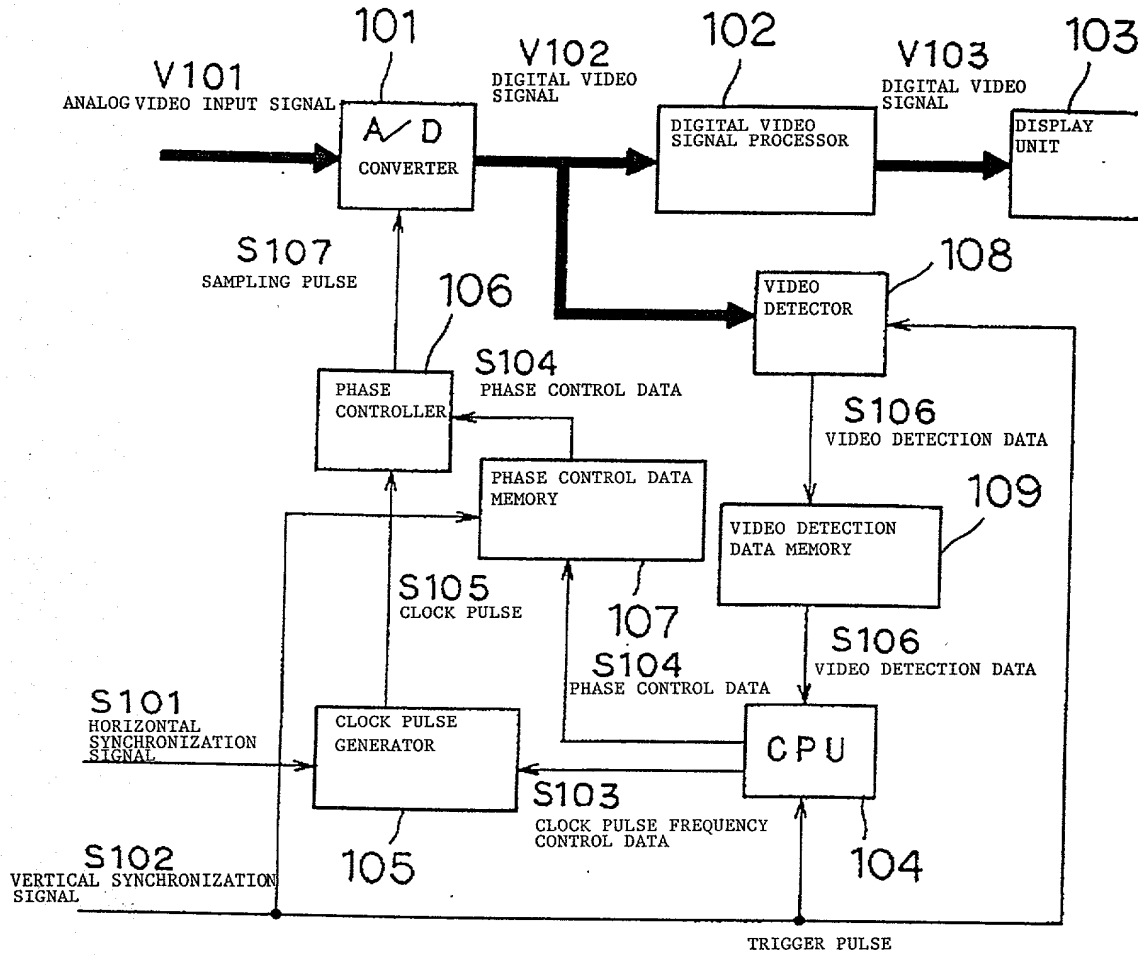 101
V101
ANALOG VIDEO INPUT SIGNAL
A/D
CONVERTER
V102
DIGITAL VIDEO
SIGNAL
102
DIGITAL VIDEO
SIGNAL PROCESSOR
V103
DIGITAL VIDEO
SIGNAL
103
DISPLAY
UNIT
S107
SAMPLING PULSE
106
PHASE
CONTROLLER
S104
PHASE CONTROL DATA
108
VIDEO
DETECTOR
S106
VIDEO DETECTION DATA
PHASE CONTROL DATA
MEMORY
107
109
VIDEO DETECTION
DATA MEMORY
S105
CLOCK PULSE
S104
PHASE CONTROL DATA
S106
VIDEO DETECTION DATA
S101
HORIZONTAL
SYNCHRONIZATION
SIGNAL
CLOCK PULSE
GENERATOR
105
S103
CLOCK PULSE FREQUENCY
CONTROL DATA
CPU
104
S102
VERTICAL SYNCHRONIZATION
SIGNAL
TRIGGER PULSE